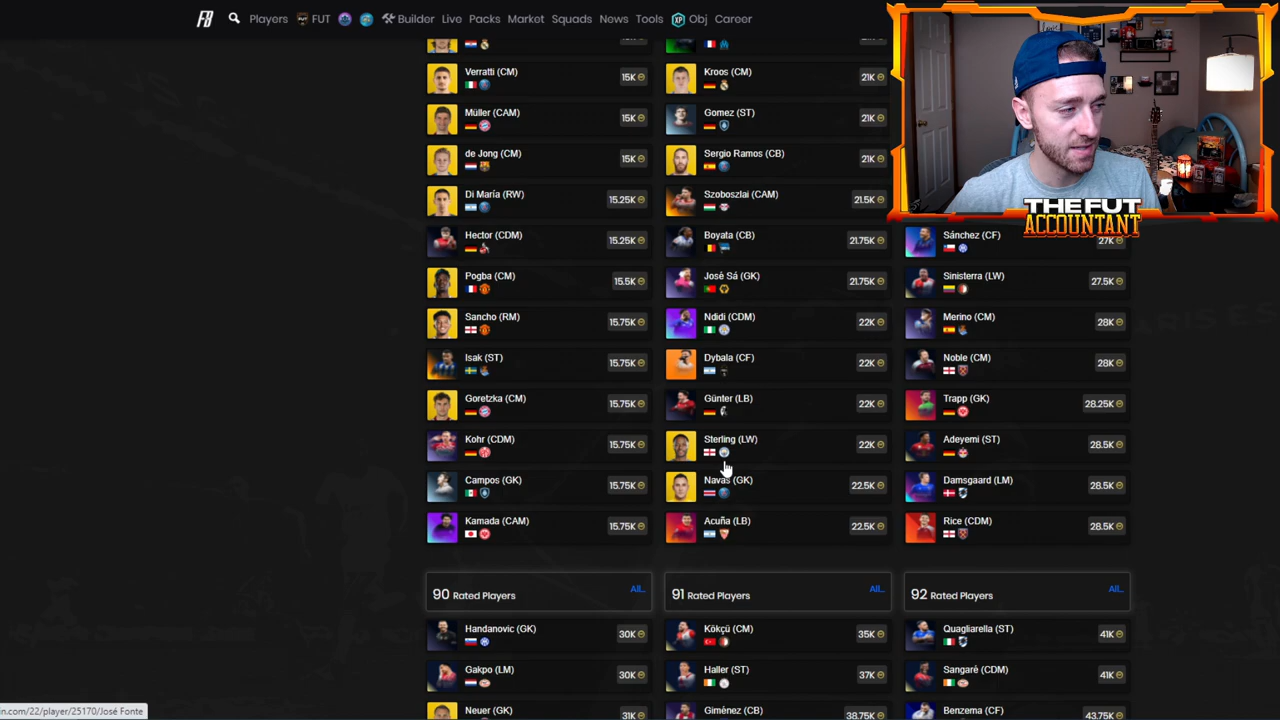 FB Players FUT Builder Live Packs Market Squads News Tools XP Obj Career
Verratti (CM) 15K
Müller (CAM) 15K
de Jong (CM) 15K
Di María (RW) 15.25K
Hector (CDM) 15.25K
Pogba (CM) 15.5K
Sancho (RM) 15.75K
Isak (ST) 15.75K
Goretzka (CM) 15.75K
Kohr (CDM) 15.75K
Campos (GK) 15.75K
Kamada (CAM) 15.75K
Kroos (CM) 21K
Gomez (ST) 21K
Sergio Ramos (CB) 21K
Szoboszlai (CAM) 21.5K
Boyata (CB) 21.75K
José Sá (GK) 21.75K
Ndidi (CDM) 22K
Dybala (CF) 22K
Günter (LB) 22K
Sterling (LW) 22K
Navas (GK) 22.5K
Acuña (LB) 22.5K
THE FUT
ACCOUNTANT
Sánchez (CF) 27K
Sinisterra (LW) 27.5K
Merino (CM) 28K
Noble (CM) 28K
Trapp (GK) 28.25K
Adeyemi (ST) 28.5K
Damsgaard (LM) 28.5K
Rice (CDM) 28.5K
90 Rated Players All..
Handanovic (GK) 30K
Gakpo (LM) 30K
Neuer (GK) 31K
91 Rated Players All..
Kökçü (CM) 35K
Haller (ST) 37K
Giménez (CB) 38.75K
92 Rated Players All..
Quagliarella (ST) 41K
Sangaré (CDM) 41K
Benzema (CF) 43.75K
in.com/22/player/25170/José Fonte